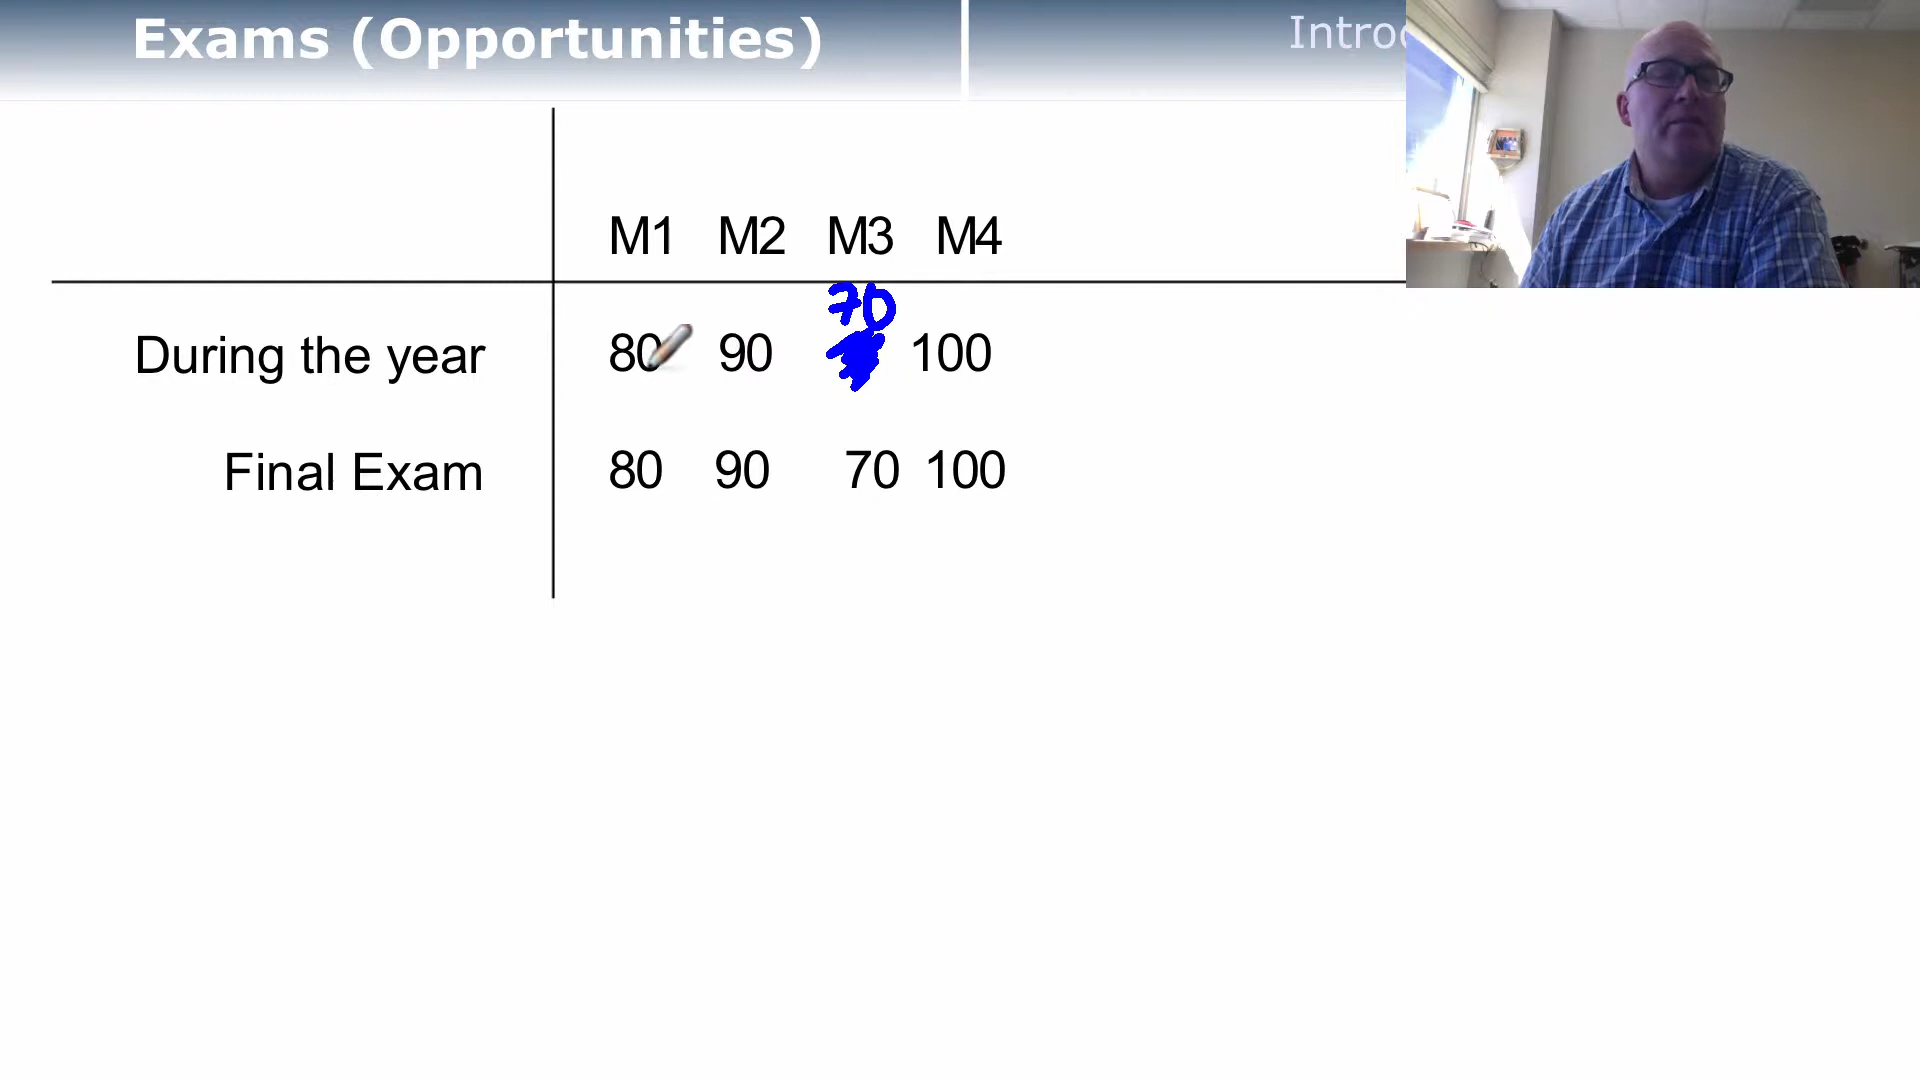 Exams (Opportunities)
Introd
M1 M2 M3 M4
70
During the year 80 90 100
Final Exam 80 90 70 100